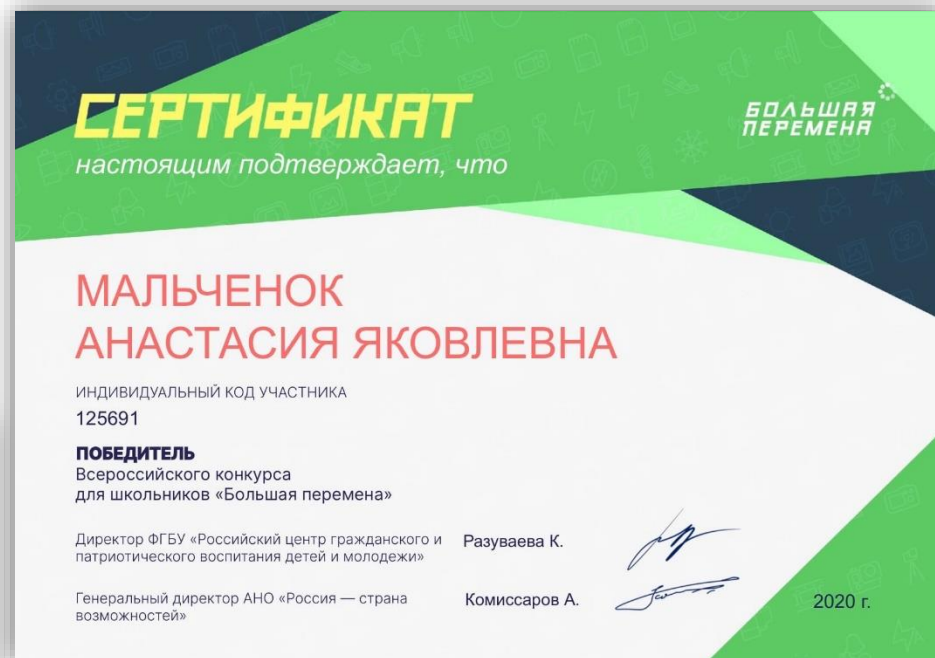 СЕРТИФИКАТ
настоящим подтверждает, что
БОЛЬШАЯ
ПЕРЕМЕНА
МАЛЬЧЕНОК
АНАСТАСИЯ ЯКОВЛЕВНА
ИНДИВИДУАЛЬНЫЙ КОД УЧАСТНИКА
125691
ПОБЕДИТЕЛЬ
Всероссийского конкурса
для школьников «Большая перемена»
Директор ФГБУ «Российский центр гражданского и
патриотического воспитания детей и молодежи»
Разуваева К.
Генеральный директор АНО «Россия — страна
возможностей»
Комиссаров А.
2020 г.